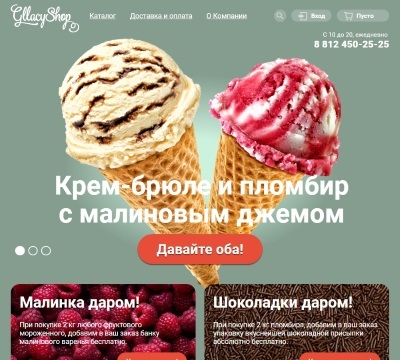 GllacyShop Каталог Доставка и оплата О Компании Вход Пусто
С 10 до 20, ежедневно
8 812 450-25-25
Крем-брюле и пломбир
с малиновым джемом
Давайте оба!
Малинка даром!
При покупке 2 кг любого фруктового
мороженного, добавим в ваш заказ банку
малинового варенья бесплатно.
Шоколадки даром!
При покупке 2 кг пломбира, добавим в ваш заказ
упаковку вкуснейшей шоколадной присыпки
абсолютно бесплатно.